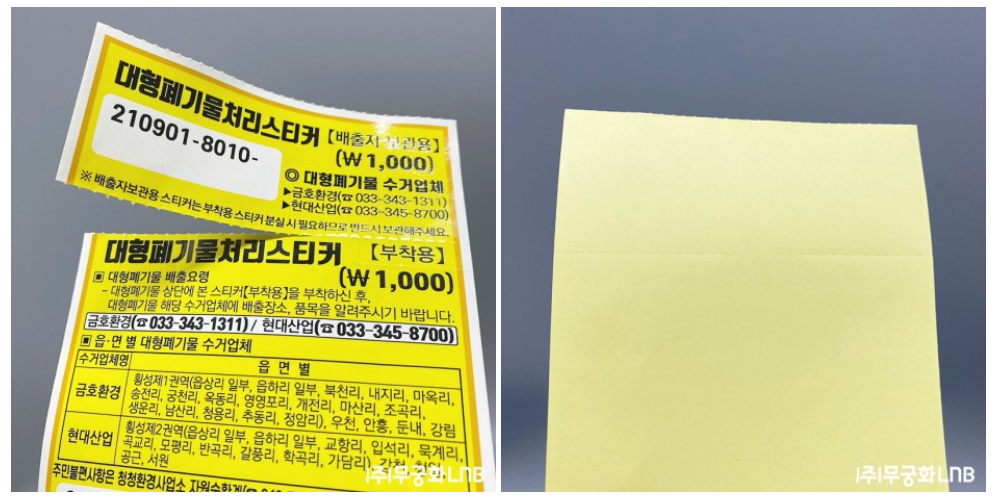 대형폐기물처리스티커 【배출자 보관용】
(₩1,000)
210901-8010-
◎ 대형폐기물 수거업체
▶금호환경(☎ 033-343-1311)
▶현대산업(☎ 033-345-8700)
※ 배출자보관용 스티커는 부착용 스티커 분실 시 필요하므로 반드시 보관해주세요.
대형폐기물처리스티커 【부착용】
(₩1,000)
▣ 대형폐기물 배출요령
- 대형폐기물 상단에 본 스티커【부착용】을 부착하신 후,
대형폐기물 해당 수거업체에 배출장소, 품목을 알려주시기 바랍니다.
금호환경(☎033-343-1311) / 현대산업(☎033-345-8700)
▣ 읍·면 별 대형폐기물 수거업체
수거업체명 읍 면 별
금호환경 횡성제1권역(읍상리 일부, 읍하리 일부, 북천리, 내지리, 마옥리,
송전리, 궁천리, 옥동리, 영영포리, 개전리, 마산리, 조곡리,
생운리, 남산리, 청용리, 추동리, 정암리), 우천, 안흥, 둔내, 강림
현대산업 횡성제2권역(읍상리 일부, 읍하리 일부, 교항리, 입석리, 묵계리,
곡교리, 모평리, 반곡리, 갈풍리, 학곡리, 가담리),
공근, 서원
주민불편사항은 청정환경사업소
(주)무궁화LNB
(주)무궁화LNB